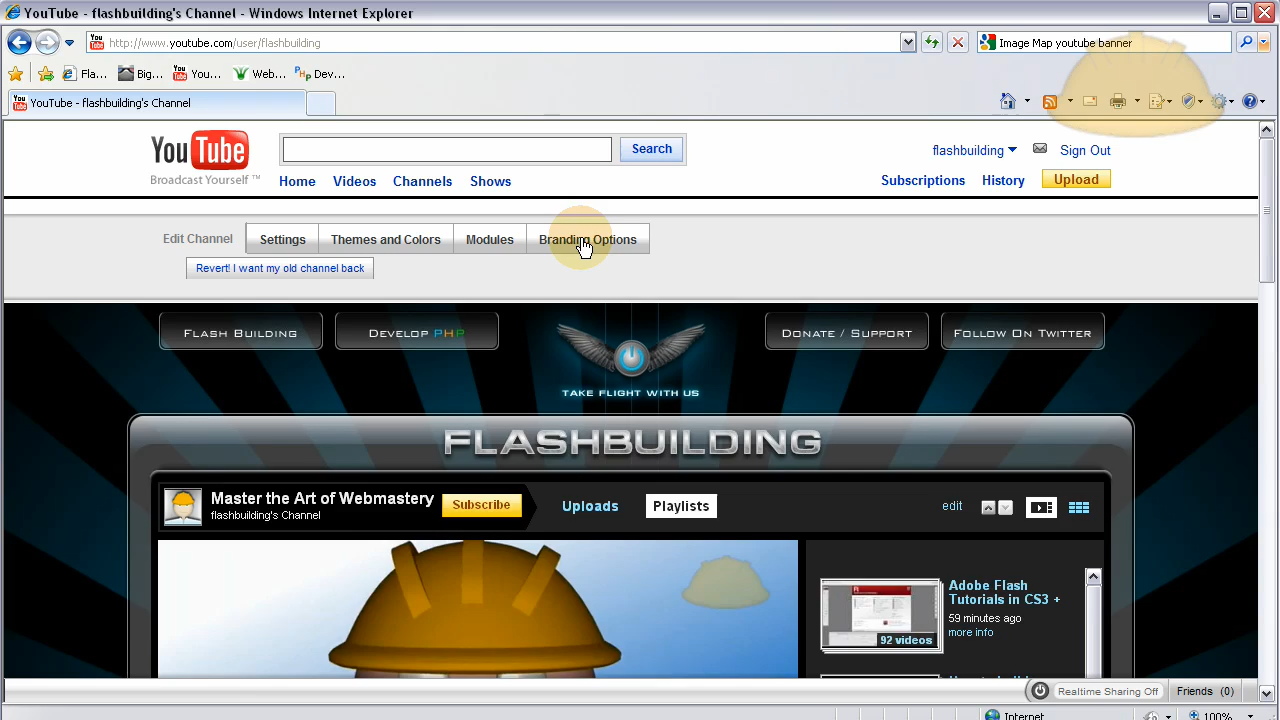 YouTube - flashbuilding's Channel - Windows Internet Explorer
http://www.youtube.com/user/flashbuilding
Image Map youtube banner
Fla... Big... You... Web... Dev...
YouTube - flashbuilding's Channel
YouTube
Broadcast Yourself™
Search
flashbuilding
Sign Out
Home Videos Channels Shows
Subscriptions History Upload
Edit Channel Settings Themes and Colors Modules Branding Options
Revert! I want my old channel back
FLASH BUILDING
DEVELOP PHP
DONATE / SUPPORT
FOLLOW ON TWITTER
TAKE FLIGHT WITH US
FLASHBUILDING
Master the Art of Webmastery
flashbuilding's Channel
Subscribe
Uploads Playlists
edit
Adobe Flash
Tutorials in CS3 +
59 minutes ago
more info
92 videos
Realtime Sharing Off
Friends (0)
Internet
100%